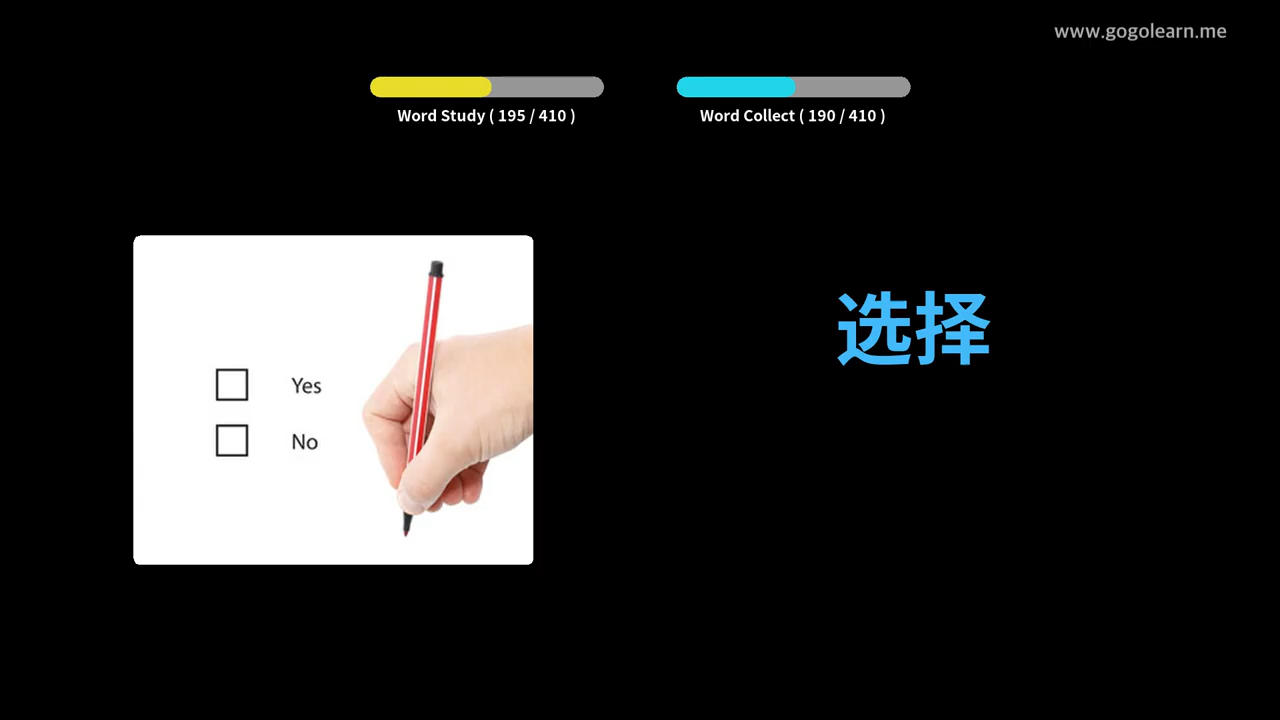 www.gogolearn.me
Word Study ( 195 / 410 )
Word Collect ( 190 / 410 )
Yes
No
选择